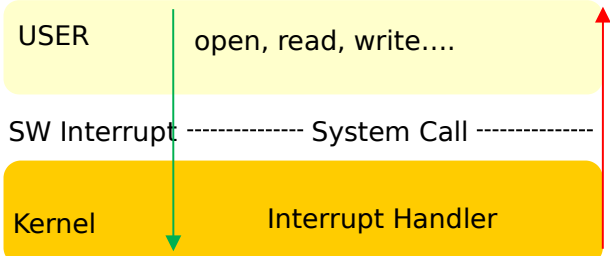 USER
open, read, write....
SW Interrupt --------------- System Call ---------------
Kernel
Interrupt Handler